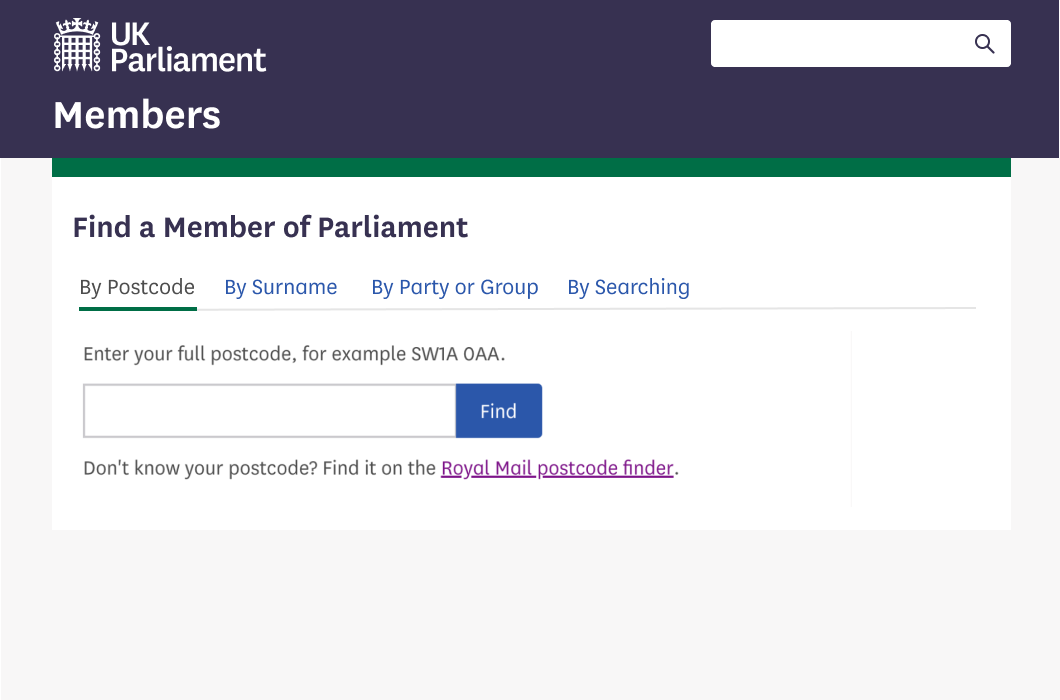 UK
Parliament
Members
Find a Member of Parliament
By Postcode By Surname By Party or Group By Searching
Enter your full postcode, for example SW1A 0AA.
Find
Don't know your postcode? Find it on the Royal Mail postcode finder.